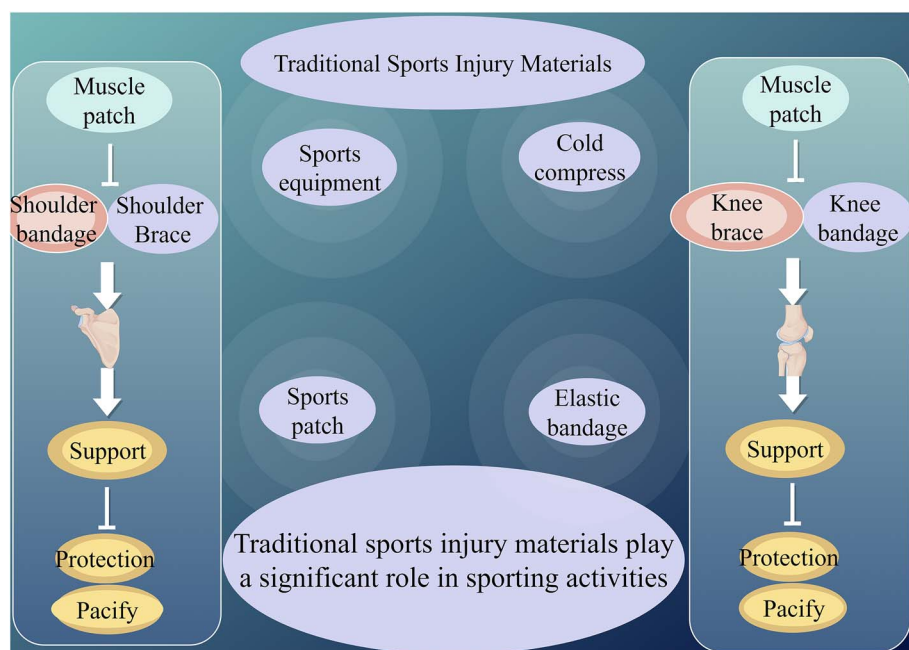 Traditional Sports Injury Materials
Muscle
patch
Shoulder
bandage
Shoulder
Brace
Support
Protection
Pacify
Sports
equipment
Cold
compress
Sports
patch
Elastic
bandage
Traditional sports injury materials play
a significant role in sporting activities
Muscle
patch
Knee
brace
Knee
bandage
Support
Protection
Pacify